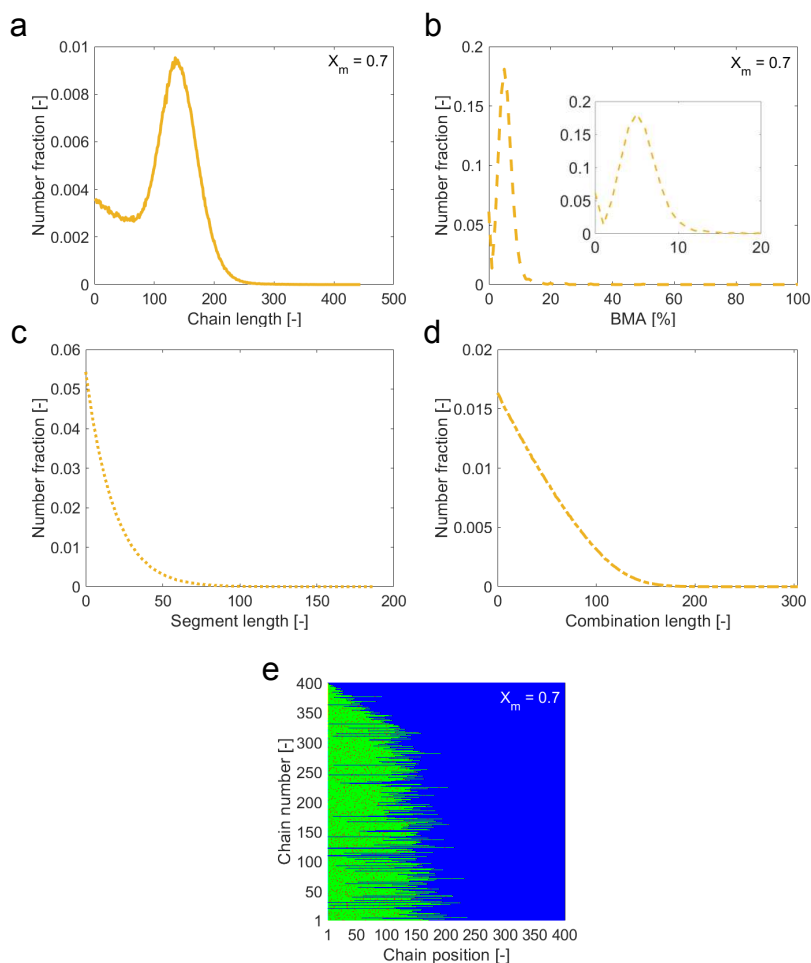 a
0.01
0.008
0.006
0.004
0.002
0
0 100 200 300 400 500
Number fraction [-]
Chain length [-]
X_m = 0.7
b
0.2
0.15
0.1
0.05
0
0 20 40 60 80 100
Number fraction [-]
BMA [%]
X_m = 0.7
0.2
0.15
0.1
0.05
0
0 10 20
c
0.06
0.05
0.04
0.03
0.02
0.01
0
0 50 100 150 200
Number fraction [-]
Segment length [-]
d
0.02
0.015
0.01
0.005
0
0 100 200 300
Number fraction [-]
Combination length [-]
e
400
350
300
250
200
150
100
50
1
1 50 100 150 200 250 300 350 400
Chain number [-]
Chain position [-]
X_m = 0.7